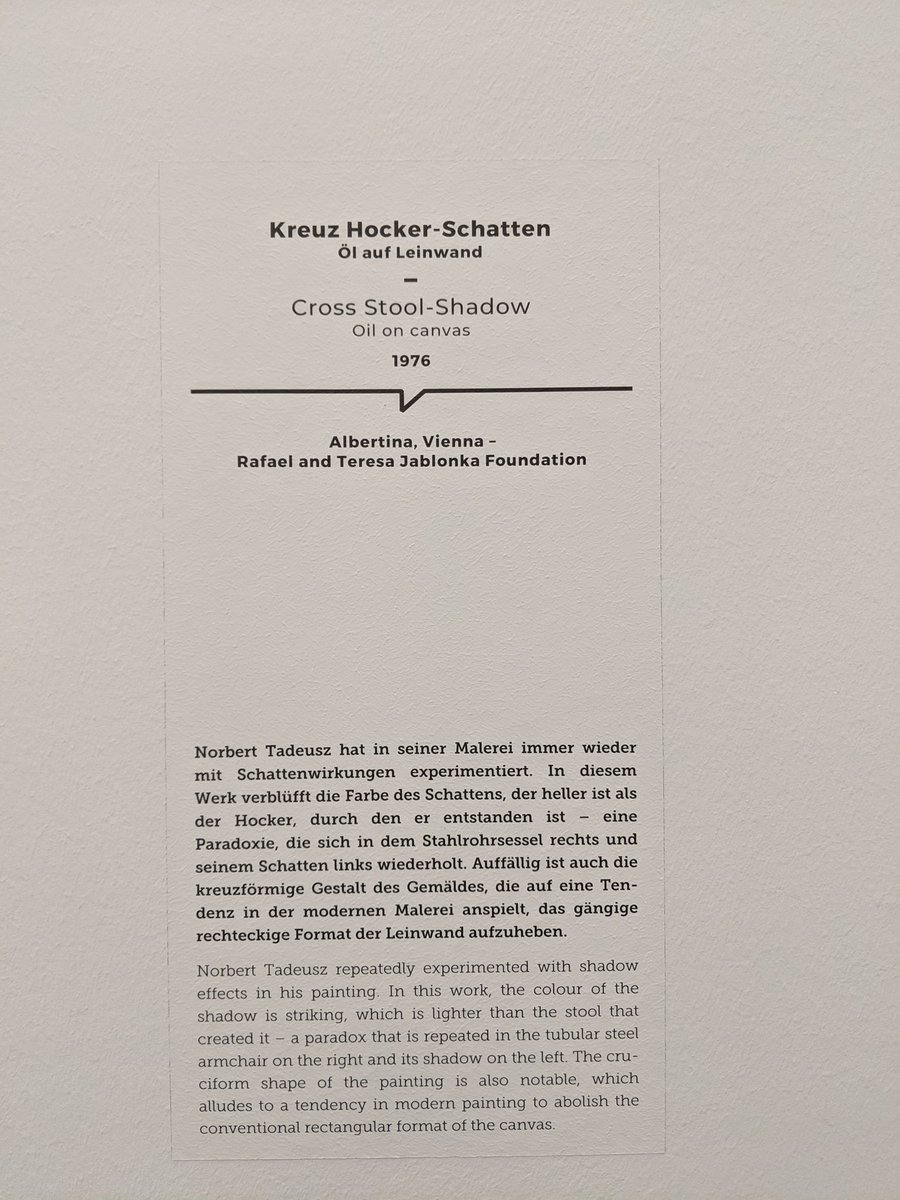 Kreuz Hocker-Schatten
Öl auf Leinwand
–
Cross Stool-Shadow
Oil on canvas
1976
Albertina, Vienna –
Rafael and Teresa Jablonka Foundation
Norbert Tadeusz hat in seiner Malerei immer wieder
mit Schattenwirkungen experimentiert. In diesem
Werk verblüfft die Farbe des Schattens, der heller ist als
der Hocker, durch den er entstanden ist – eine
Paradoxie, die sich in dem Stahlrohrsessel rechts und
seinem Schatten links wiederholt. Auffällig ist auch die
kreuzförmige Gestalt des Gemäldes, die auf eine Ten-
denz in der modernen Malerei anspielt, das gängige
rechteckige Format der Leinwand aufzuheben.
Norbert Tadeusz repeatedly experimented with shadow
effects in his painting. In this work, the colour of the
shadow is striking, which is lighter than the stool that
created it – a paradox that is repeated in the tubular steel
armchair on the right and its shadow on the left. The cru-
ciform shape of the painting is also notable, which
alludes to a tendency in modern painting to abolish the
conventional rectangular format of the canvas.